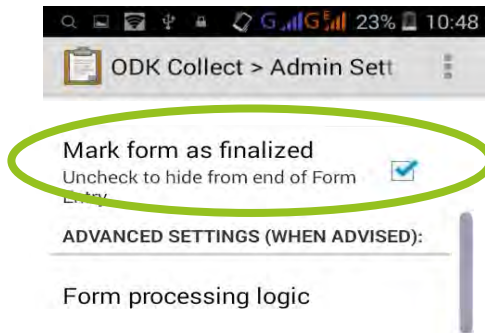 G G E 23% 10:48
ODK Collect > Admin Sett
Mark form as finalized
Uncheck to hide from end of Form
Entry
ADVANCED SETTINGS (WHEN ADVISED):
Form processing logic